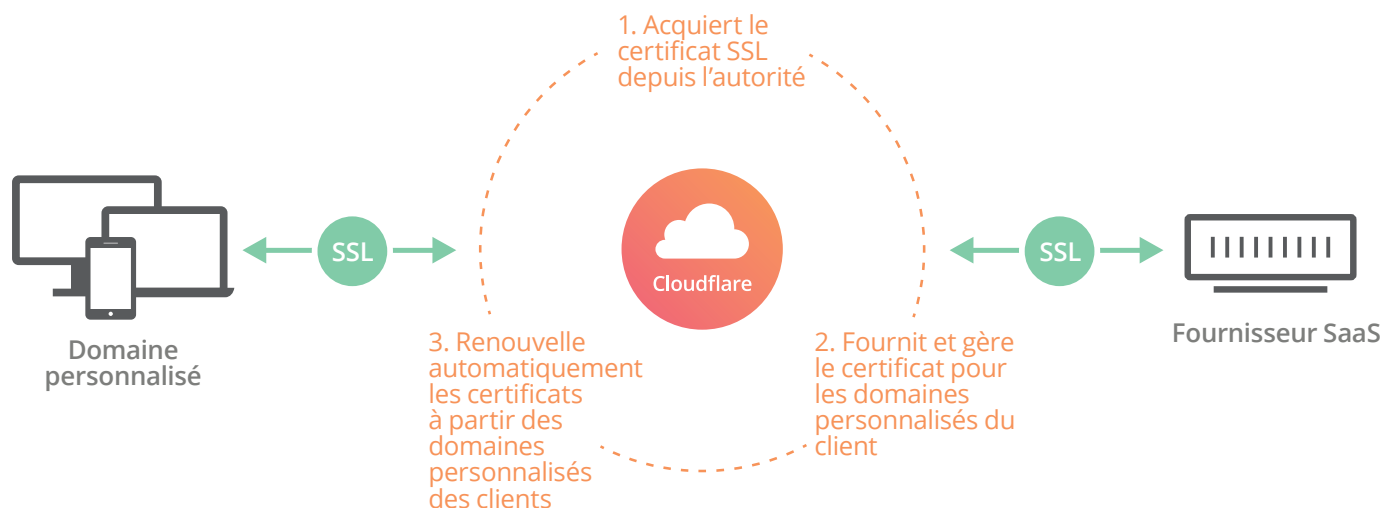 1. Acquiert le
certificat SSL
depuis l’autorité
SSL
Cloudflare
SSL
Domaine
personnalisé
3. Renouvelle
automatiquement
les certificats
à partir des
domaines
personnalisés
des clients
2. Fournit et gère
le certificat pour
les domaines
personnalisés du
client
Fournisseur SaaS